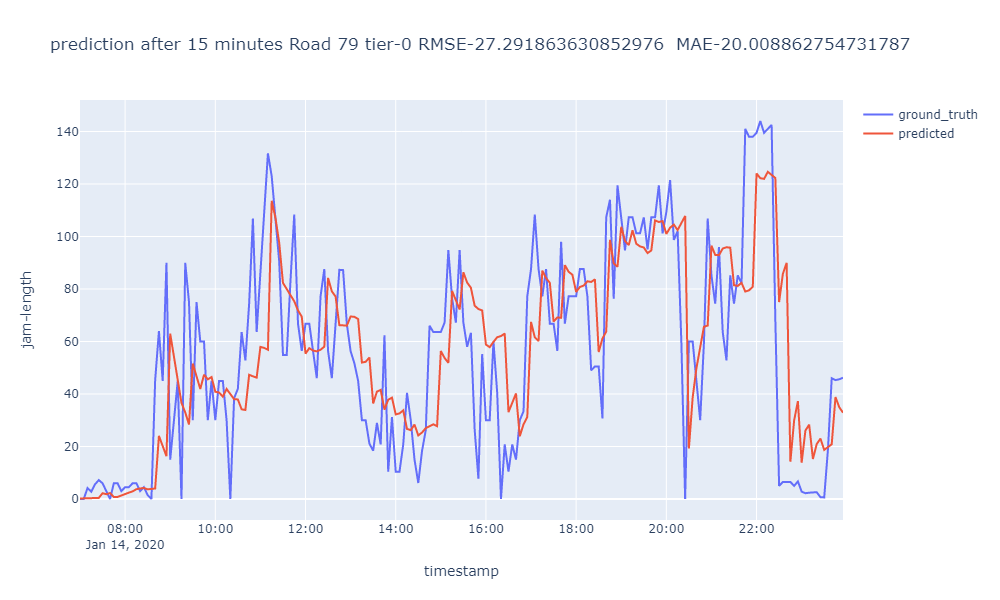 prediction after 15 minutes Road 79 tier-0 RMSE-27.291863630852976 MAE-20.008862754731787
ground_truth
predicted
jam-length
140
120
100
80
60
40
20
0
08:00 10:00 12:00 14:00 16:00 18:00 20:00 22:00
Jan 14, 2020
timestamp